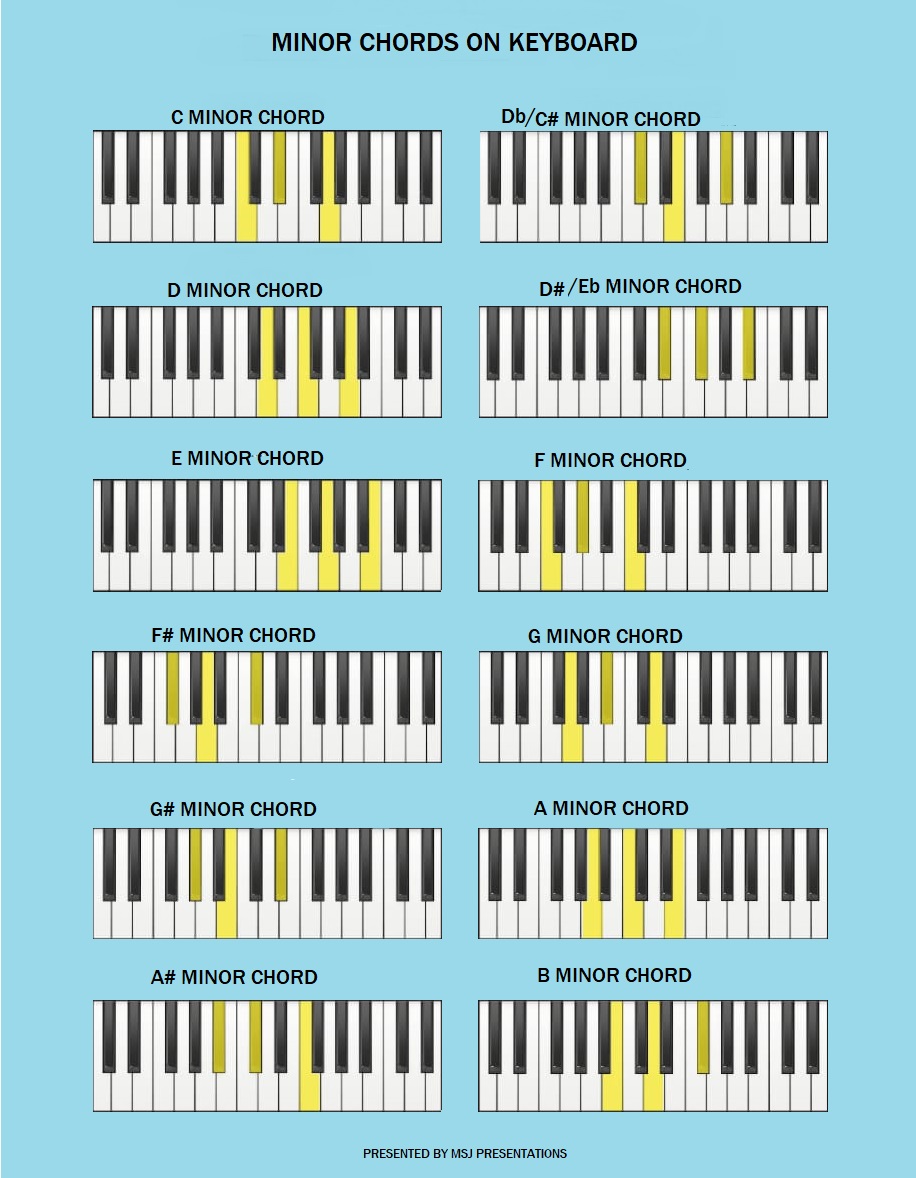 MINOR CHORDS ON KEYBOARD
C MINOR CHORD
Db/C# MINOR CHORD
D MINOR CHORD
D#/Eb MINOR CHORD
E MINOR CHORD
F MINOR CHORD
F# MINOR CHORD
G MINOR CHORD
G# MINOR CHORD
A MINOR CHORD
A# MINOR CHORD
B MINOR CHORD
PRESENTED BY MSJ PRESENTATIONS